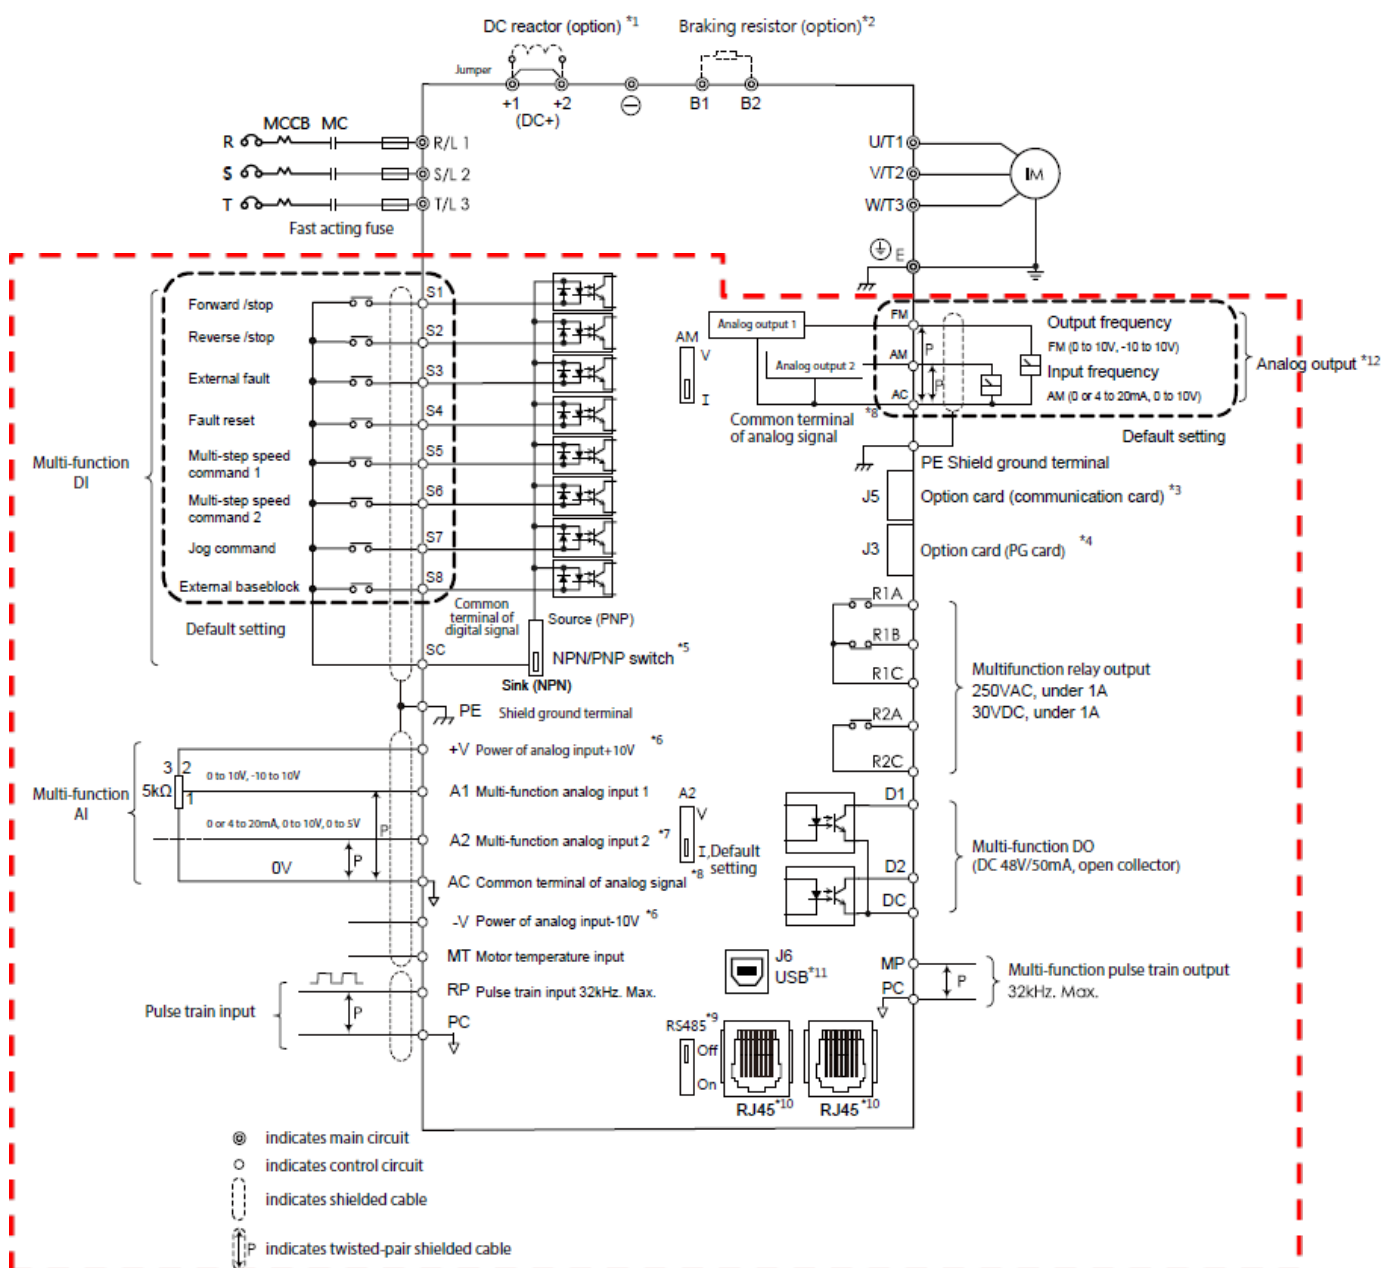 DC reactor (option) *1
Braking resistor (option)*2
Jumper
+1
+2
(DC+)
B1
B2
MCCB MC
R
R/L 1
S
S/L 2
T
T/L 3
Fast acting fuse
U/T1
V/T2
W/T3
IM
E
Multi-function
DI
Forward /stop
Reverse /stop
External fault
Fault reset
Multi-step speed
command 1
Multi-step speed
command 2
Jog command
External baseblock
Default setting
S1
S2
S3
S4
S5
S6
S7
S8
Common
terminal of
digital signal
SC
Source (PNP)
NPN/PNP switch *5
Sink (NPN)
PE Shield ground terminal
AM
V
I
Analog output 1
Analog output 2
FM
AM
AC
*8
P
P
Common terminal
of analog signal
Output frequency
FM (0 to 10V, -10 to 10V)
Input frequency
AM (0 or 4 to 20mA, 0 to 10V)
Analog output *12
Default setting
PE Shield ground terminal
J5
Option card (communication card) *3
J3
Option card (PG card) *4
R1A
R1B
R1C
R2A
R2C
Multifunction relay output
250VAC, under 1A
30VDC, under 1A
Multi-function
AI
3 2
5kΩ
1
0 to 10V, -10 to 10V
0 or 4 to 20mA, 0 to 10V, 0 to 5V
0V
P
P
+V Power of analog input+10V *6
A1 Multi-function analog input 1
A2 Multi-function analog input 2 *7
AC Common terminal of analog signal *8
-V Power of analog input-10V *6
MT Motor temperature input
RP Pulse train input 32kHz. Max.
PC
Pulse train input
P
A2
V
I,Default
setting
D1
D2
DC
Multi-function DO
(DC 48V/50mA, open collector)
J6
USB*11
MP
PC
P
Multi-function pulse train output
32kHz. Max.
RS485*9
Off
On
RJ45*10
RJ45*10
indicates main circuit
indicates control circuit
indicates shielded cable
P indicates twisted-pair shielded cable